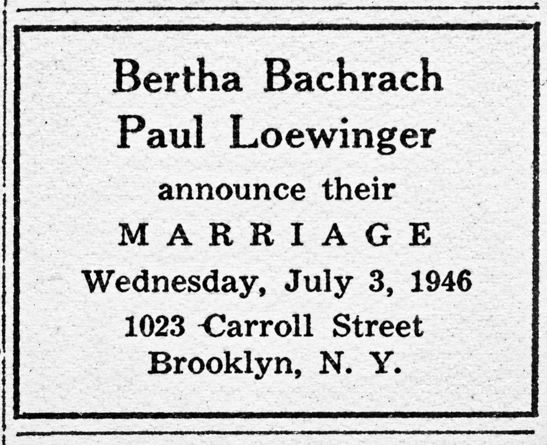 Bertha Bachrach
Paul Loewinger
announce their
MARRIAGE
Wednesday, July 3, 1946
1023 Carroll Street
Brooklyn, N. Y.